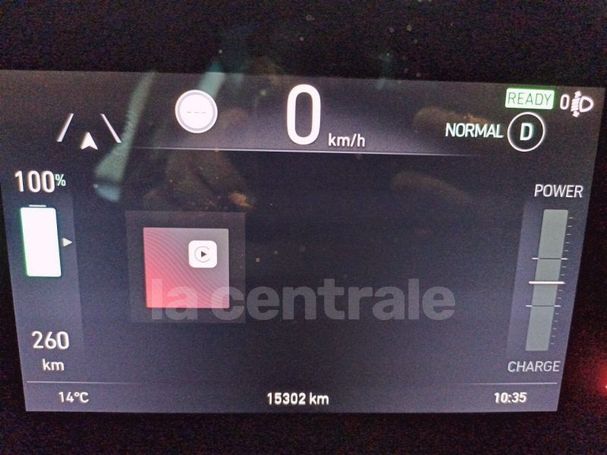 READY 0
0 km/h
NORMAL D
100%
POWER
la centrale
260
km
CHARGE
14°C
15302 km
10:35